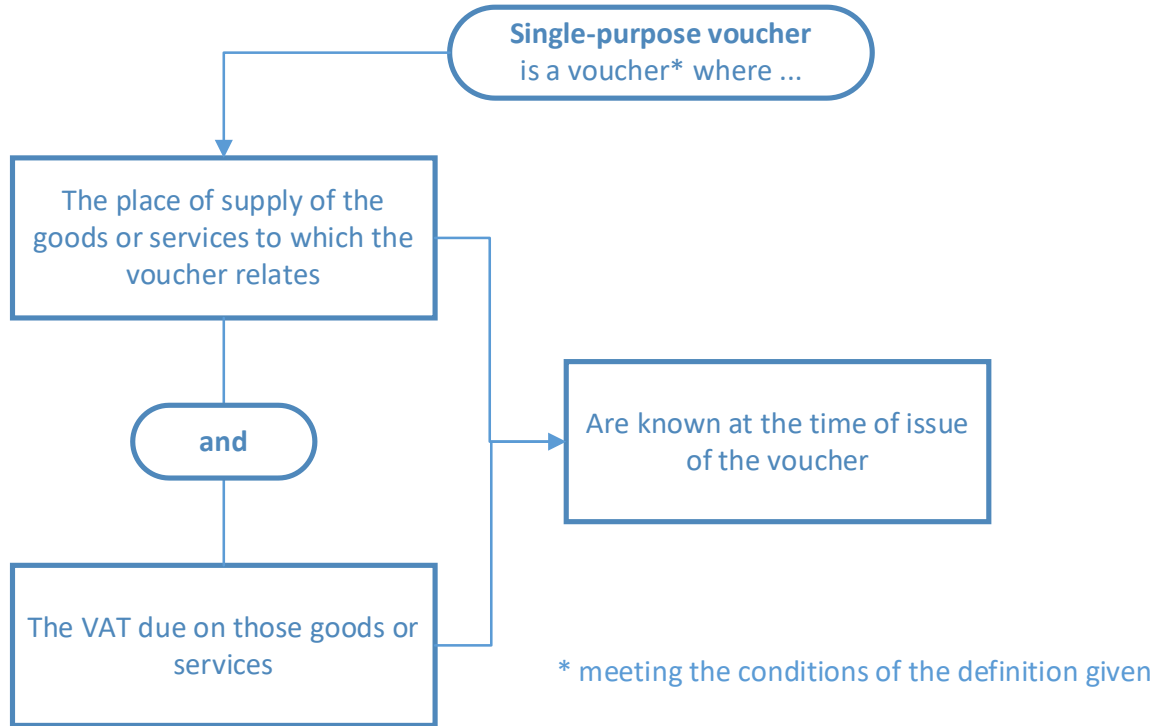 Single-purpose voucher
is a voucher* where ...
The place of supply of the
goods or services to which the
voucher relates
and
Are known at the time of issue
of the voucher
The VAT due on those goods or
services
* meeting the conditions of the definition given